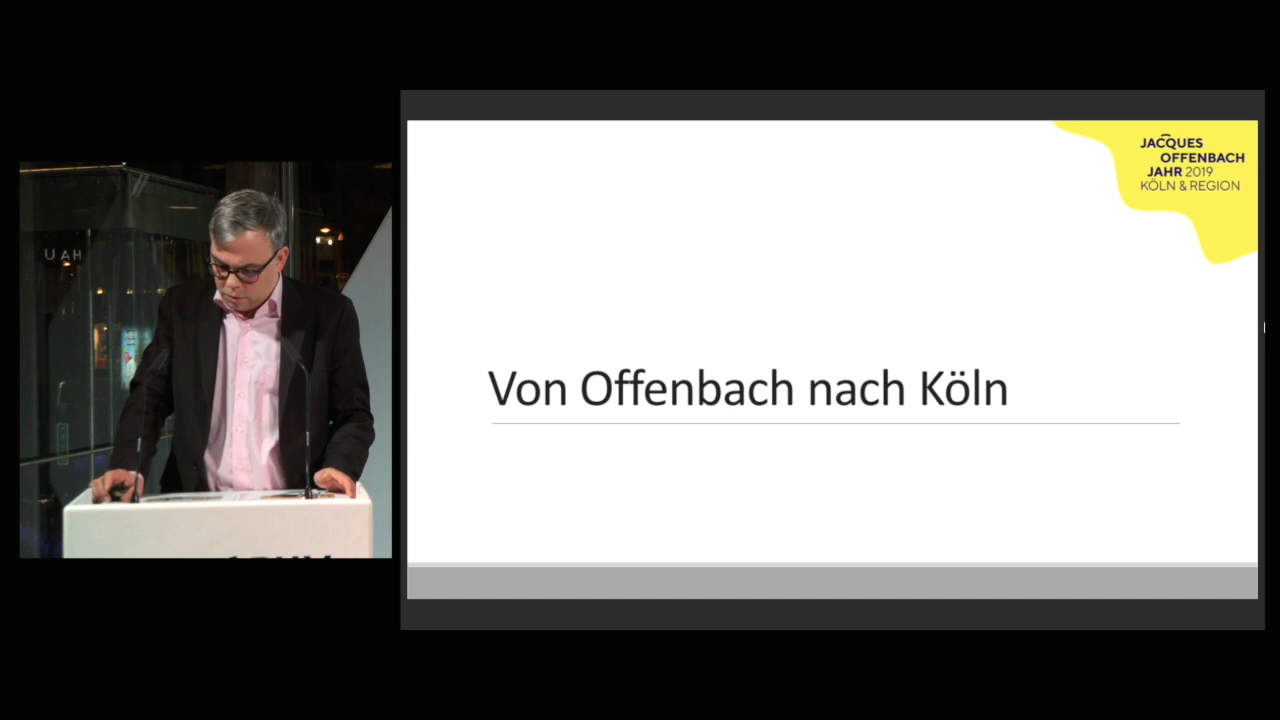 JACQUES
OFFENBACH
JAHR 2019
KÖLN & REGION
Von Offenbach nach Köln